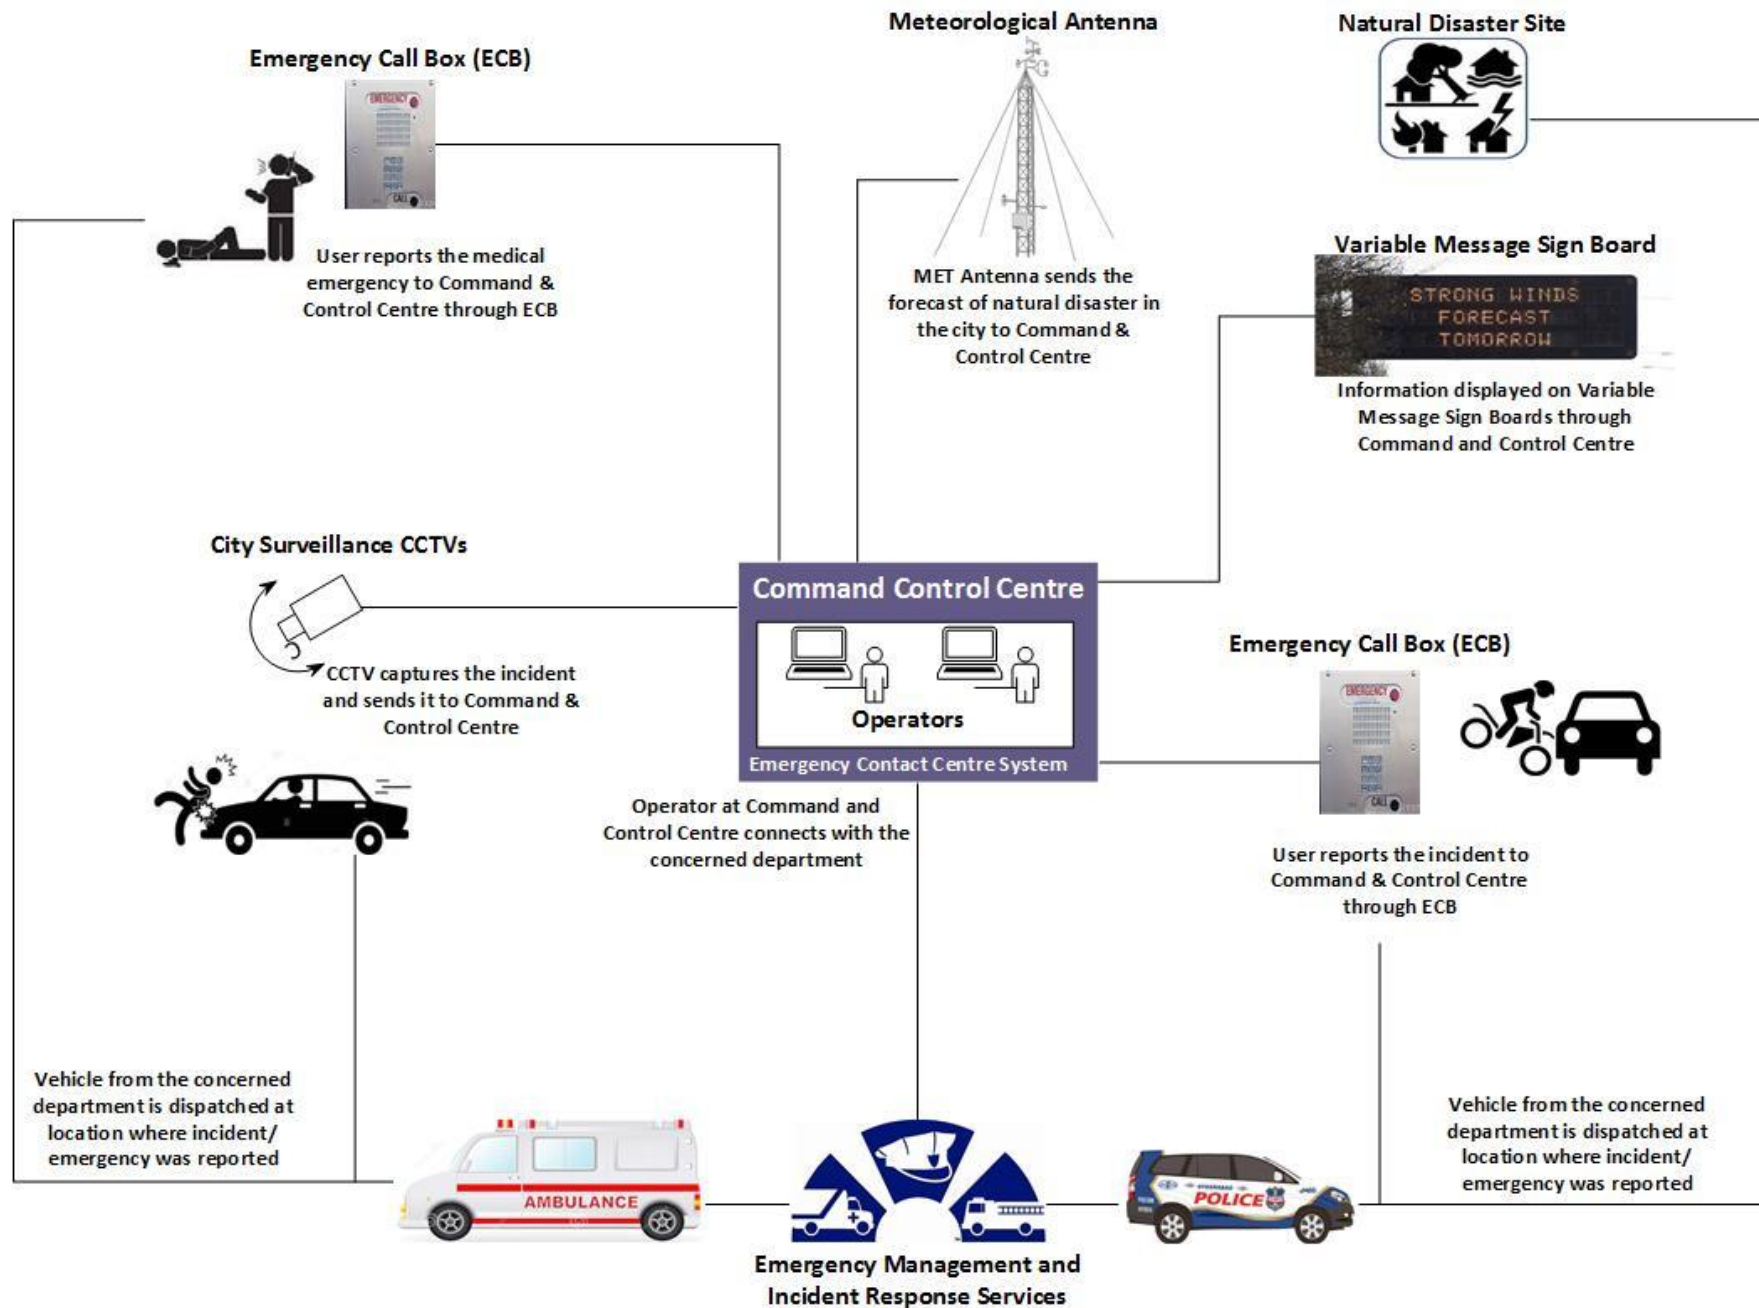 Meteorological Antenna
Natural Disaster Site
Emergency Call Box (ECB)
EMERGENCY
CALL
User reports the medical
emergency to Command &
Control Centre through ECB
MET Antenna sends the
forecast of natural disaster in
the city to Command &
Control Centre
Variable Message Sign Board
STRONG WINDS
FORECAST
TOMORROW
Information displayed on Variable
Message Sign Boards through
Command and Control Centre
City Surveillance CCTVs
CCTV captures the incident
and sends it to Command &
Control Centre
Command Control Centre
Operators
Emergency Contact Centre System
Operator at Command and
Control Centre connects with the
concerned department
Emergency Call Box (ECB)
EMERGENCY
CALL
User reports the incident to
Command & Control Centre
through ECB
Vehicle from the concerned
department is dispatched at
location where incident/
emergency was reported
AMBULANCE
POLICE
Vehicle from the concerned
department is dispatched at
location where incident/
emergency was reported
Emergency Management and
Incident Response Services